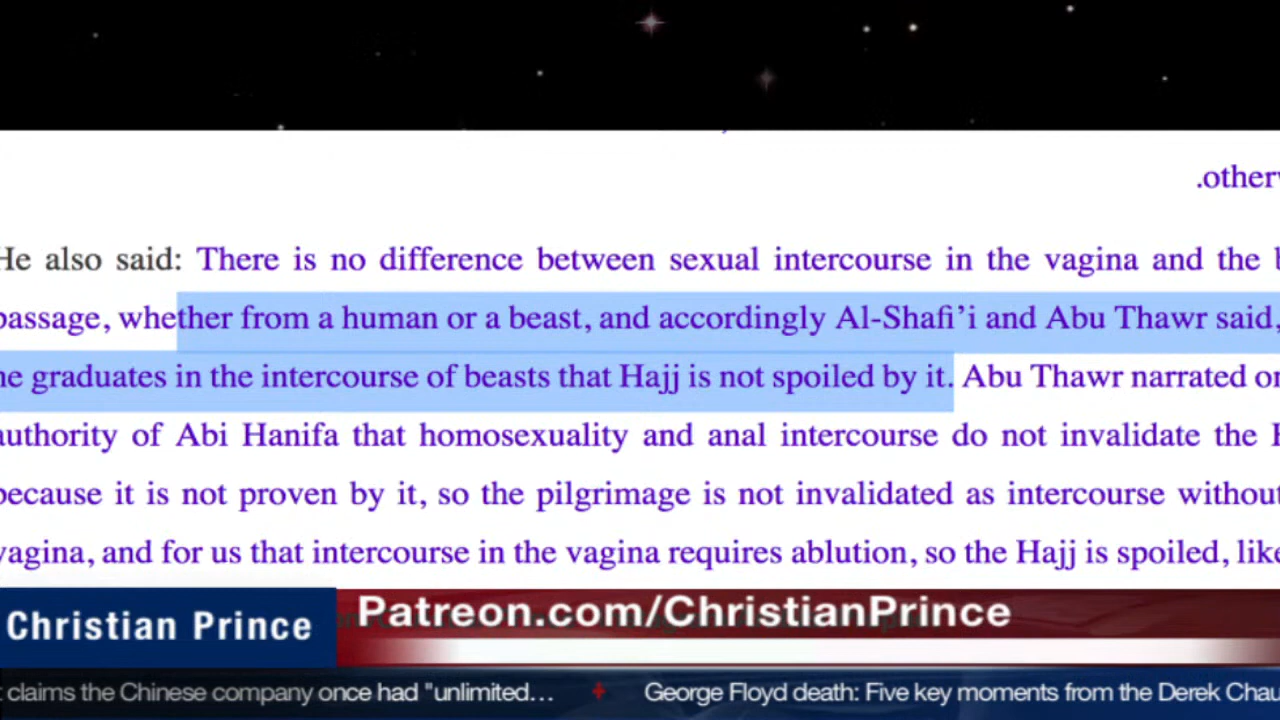 .other
He also said: There is no difference between sexual intercourse in the vagina and the
passage, whether from a human or a beast, and accordingly Al-Shafi’i and Abu Thawr said,
he graduates in the intercourse of beasts that Hajj is not spoiled by it. Abu Thawr narrated on
authority of Abi Hanifa that homosexuality and anal intercourse do not invalidate the
because it is not proven by it, so the pilgrimage is not invalidated as intercourse without
vagina, and for us that intercourse in the vagina requires ablution, so the Hajj is spoiled, like
Christian Prince
Patreon.com/ChristianPrince
claims the Chinese company once had "unlimited... George Floyd death: Five key moments from the Derek Chau